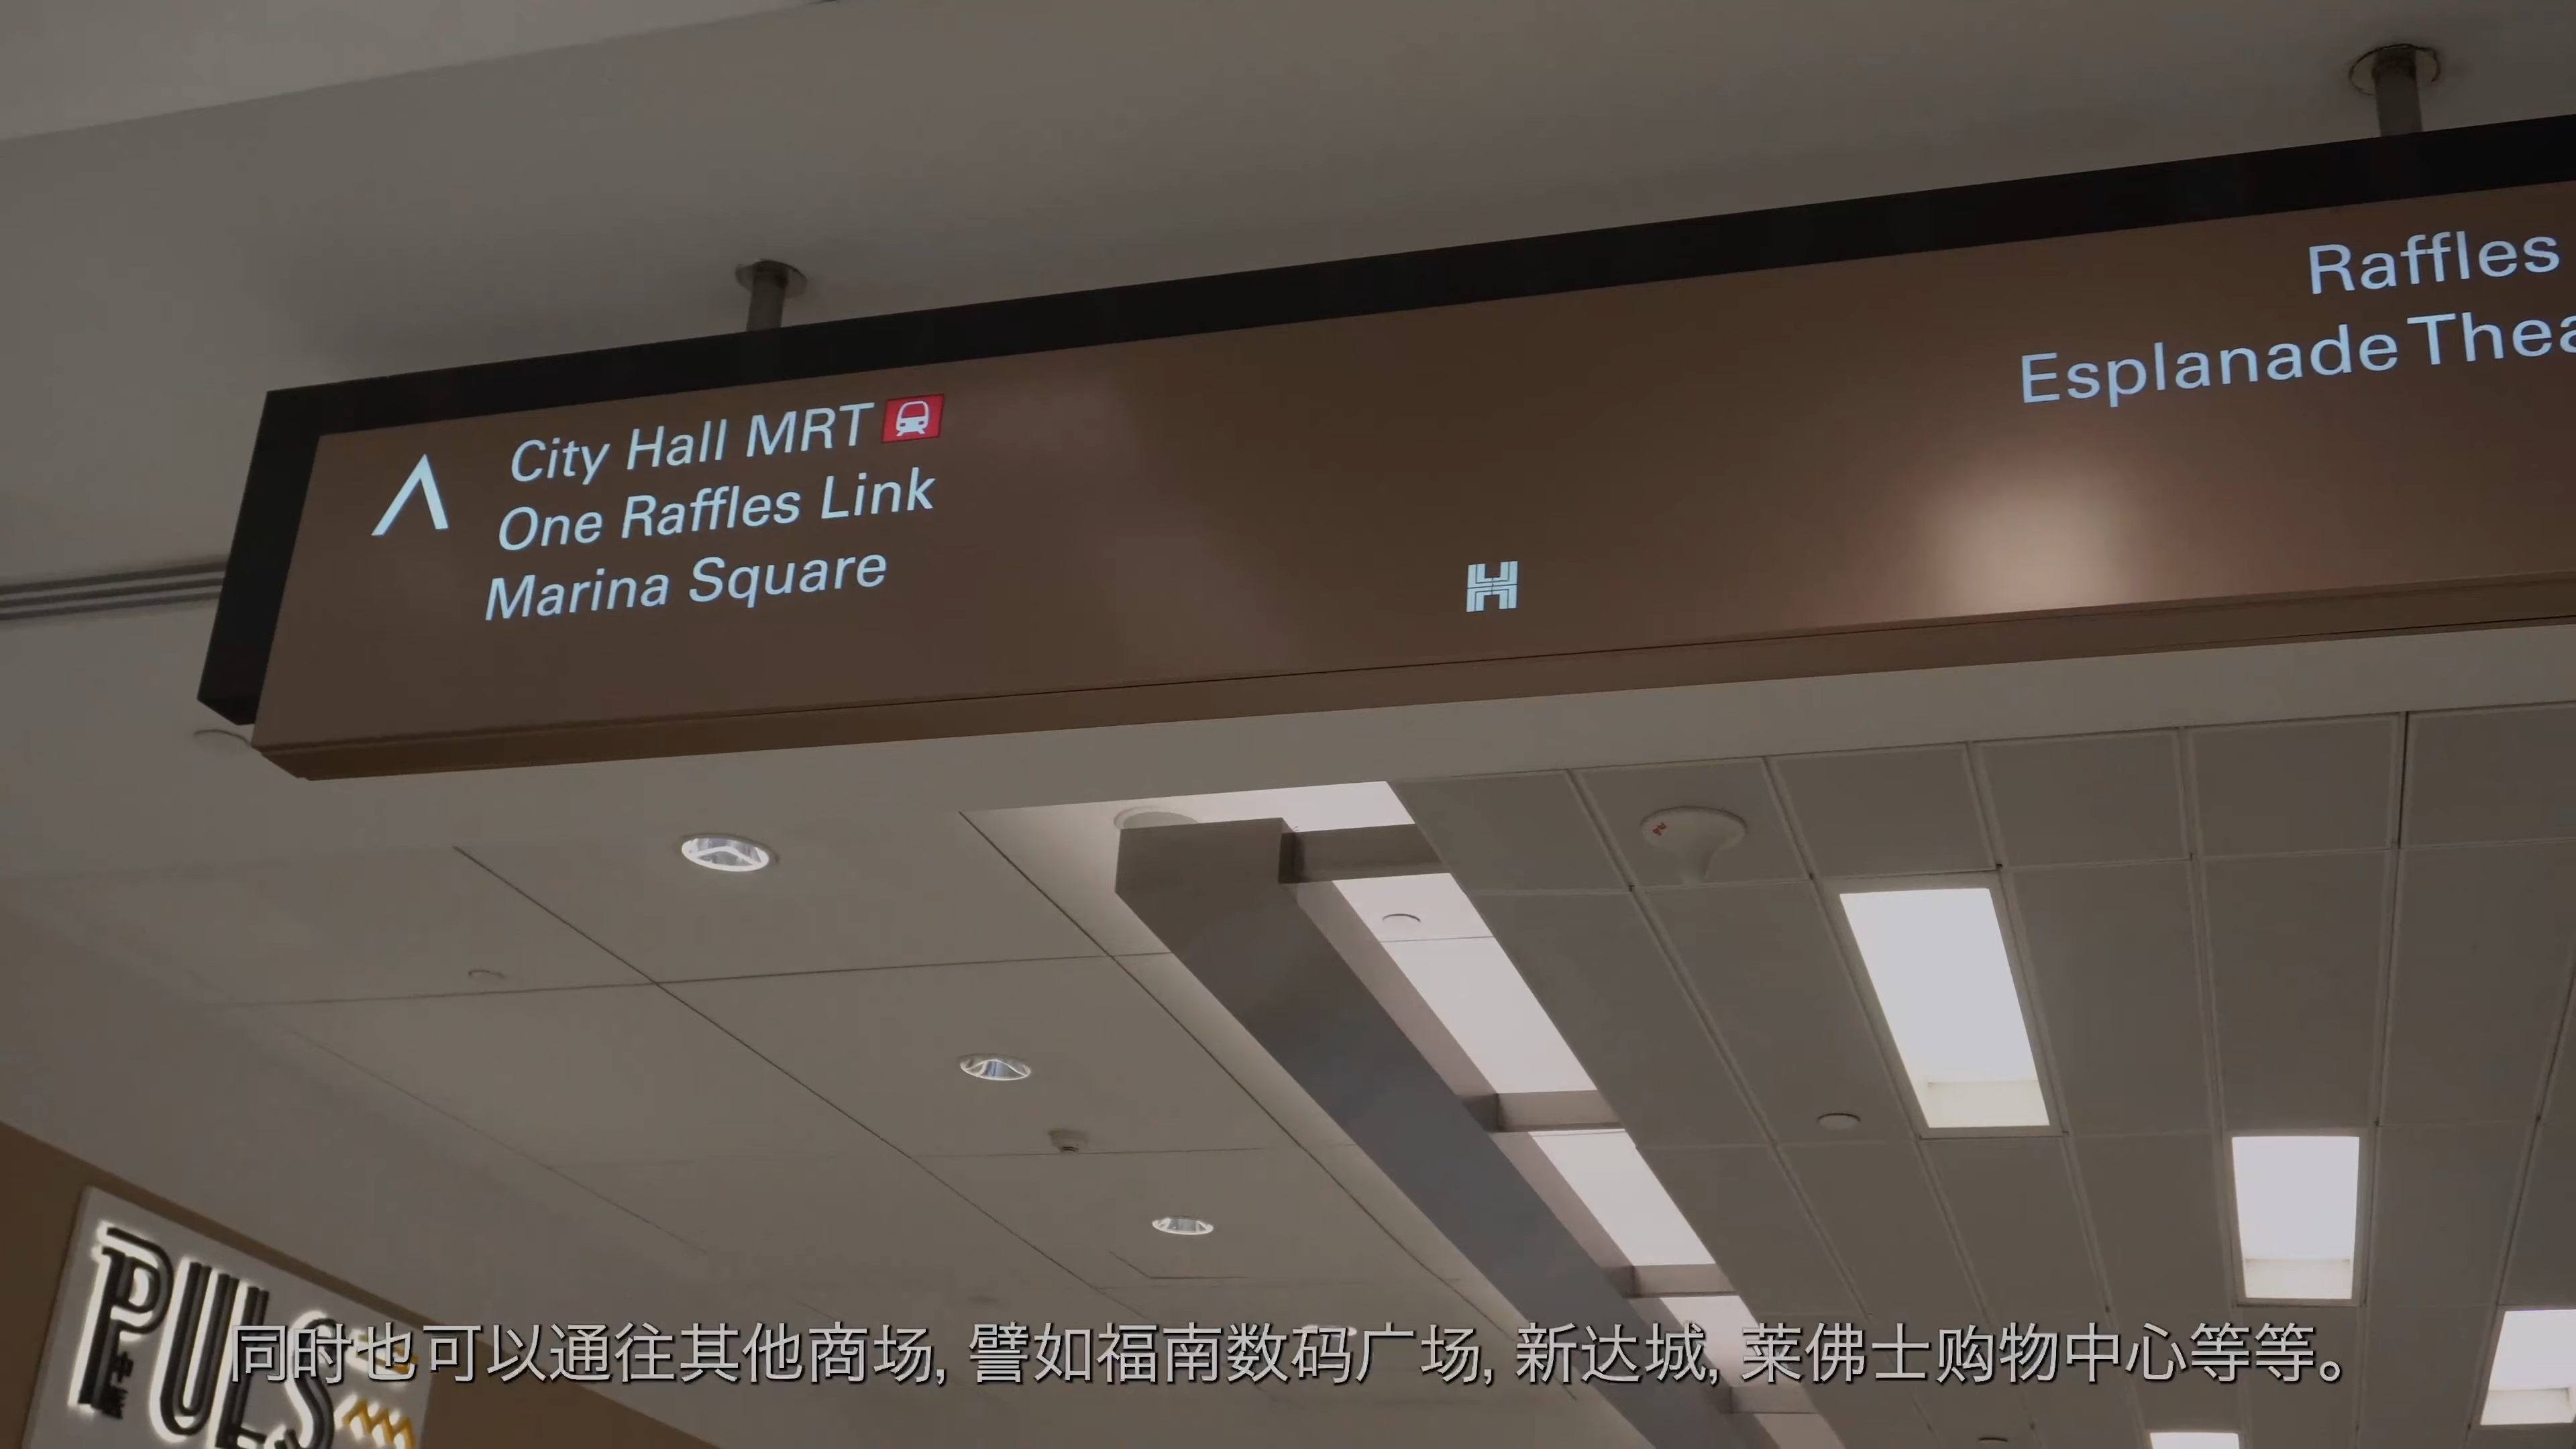 City Hall MRT
One Raffles Link
Marina Square
Raffles
Esplanade
PULS
同时也可以通往其他商场, 譬如福南数码广场, 新达城, 莱佛士购物中心等等。